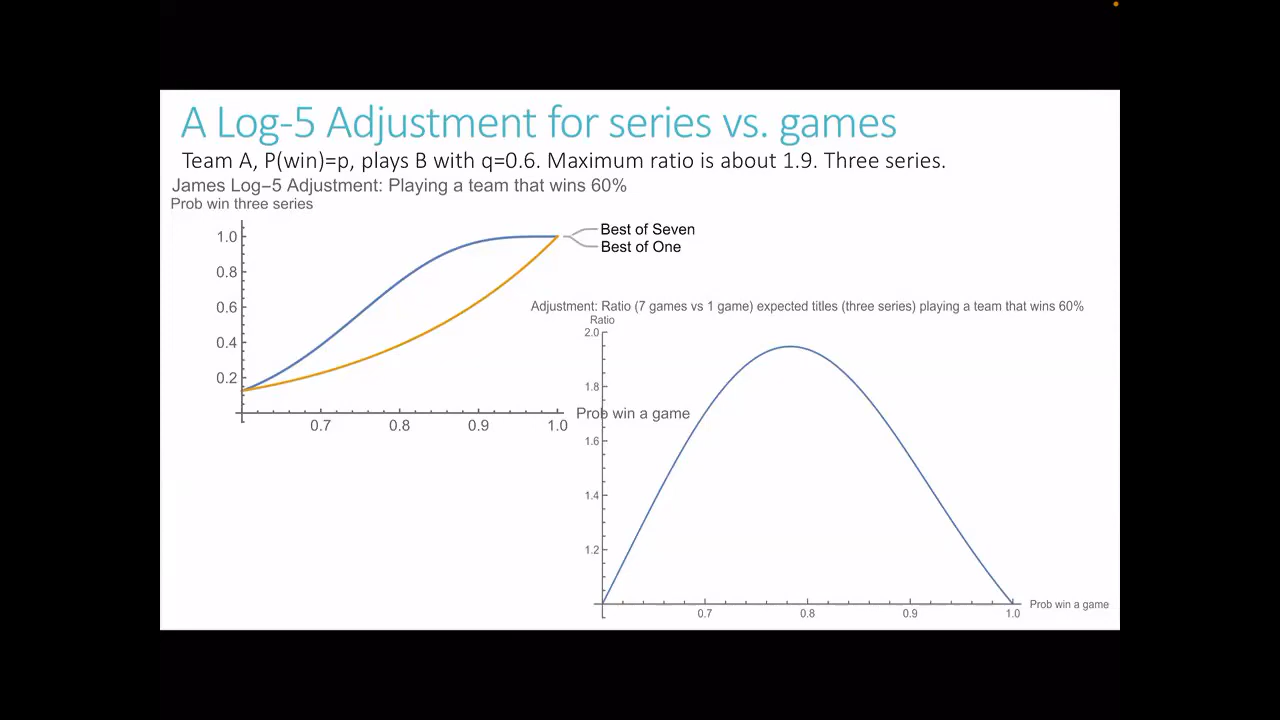 A Log-5 Adjustment for series vs. games
Team A, P(win)=p, plays B with q=0.6. Maximum ratio is about 1.9. Three series.
James Log-5 Adjustment: Playing a team that wins 60%
Prob win three series
1.0
0.8
0.6
0.4
0.2
0.7 0.8 0.9 1.0
Prob win a game
Best of Seven
Best of One
Adjustment: Ratio (7 games vs 1 game) expected titles (three series) playing a team that wins 60%
Ratio
2.0
1.8
1.6
1.4
1.2
0.7 0.8 0.9 1.0
Prob win a game